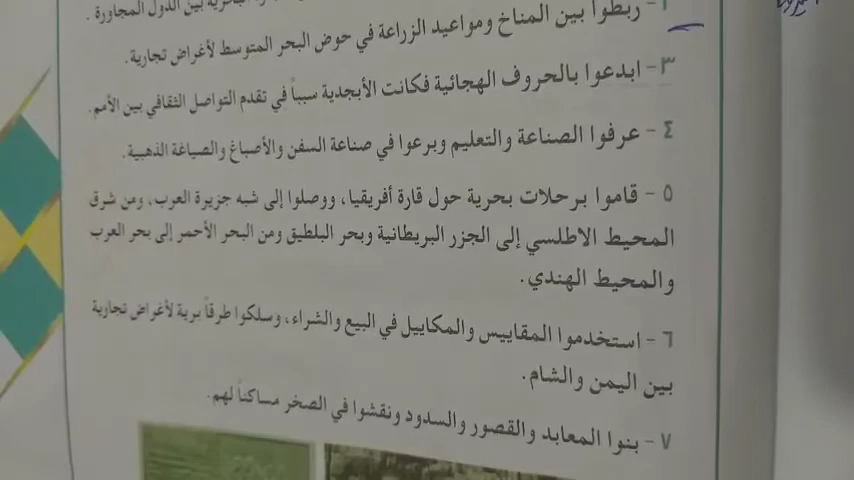 بين الدول المجاورة .
ربطوا بين المناخ ومواعيد الزراعة في حوض البحر المتوسط لأغراض تجارية.
٣- ابدعوا بالحروف الهجائية فكانت الأبجدية سبباً في تقدم التواصل الثقافي بين الأمم.
٤- عرفوا الصناعة والتعليم وبرعوا في صناعة السفن والأصباغ والصياغة الذهبية.
٥- قاموا برحلات بحرية حول قارة أفريقيا، ووصلوا إلى شبه جزيرة العرب، ومن شرق
المحيط الاطلسي إلى الجزر البريطانية وبحر البلطيق ومن البحر الأحمر إلى بحر العرب
والمحيط الهندي.
٦- استخدموا المقاييس والمكاييل في البيع والشراء، وسلكوا طرقاً برية لأغراض تجارية
بين اليمن والشام.
٧- بنوا المعابد والقصور والسدود ونقشوا في الصخر مساكناً لهم.